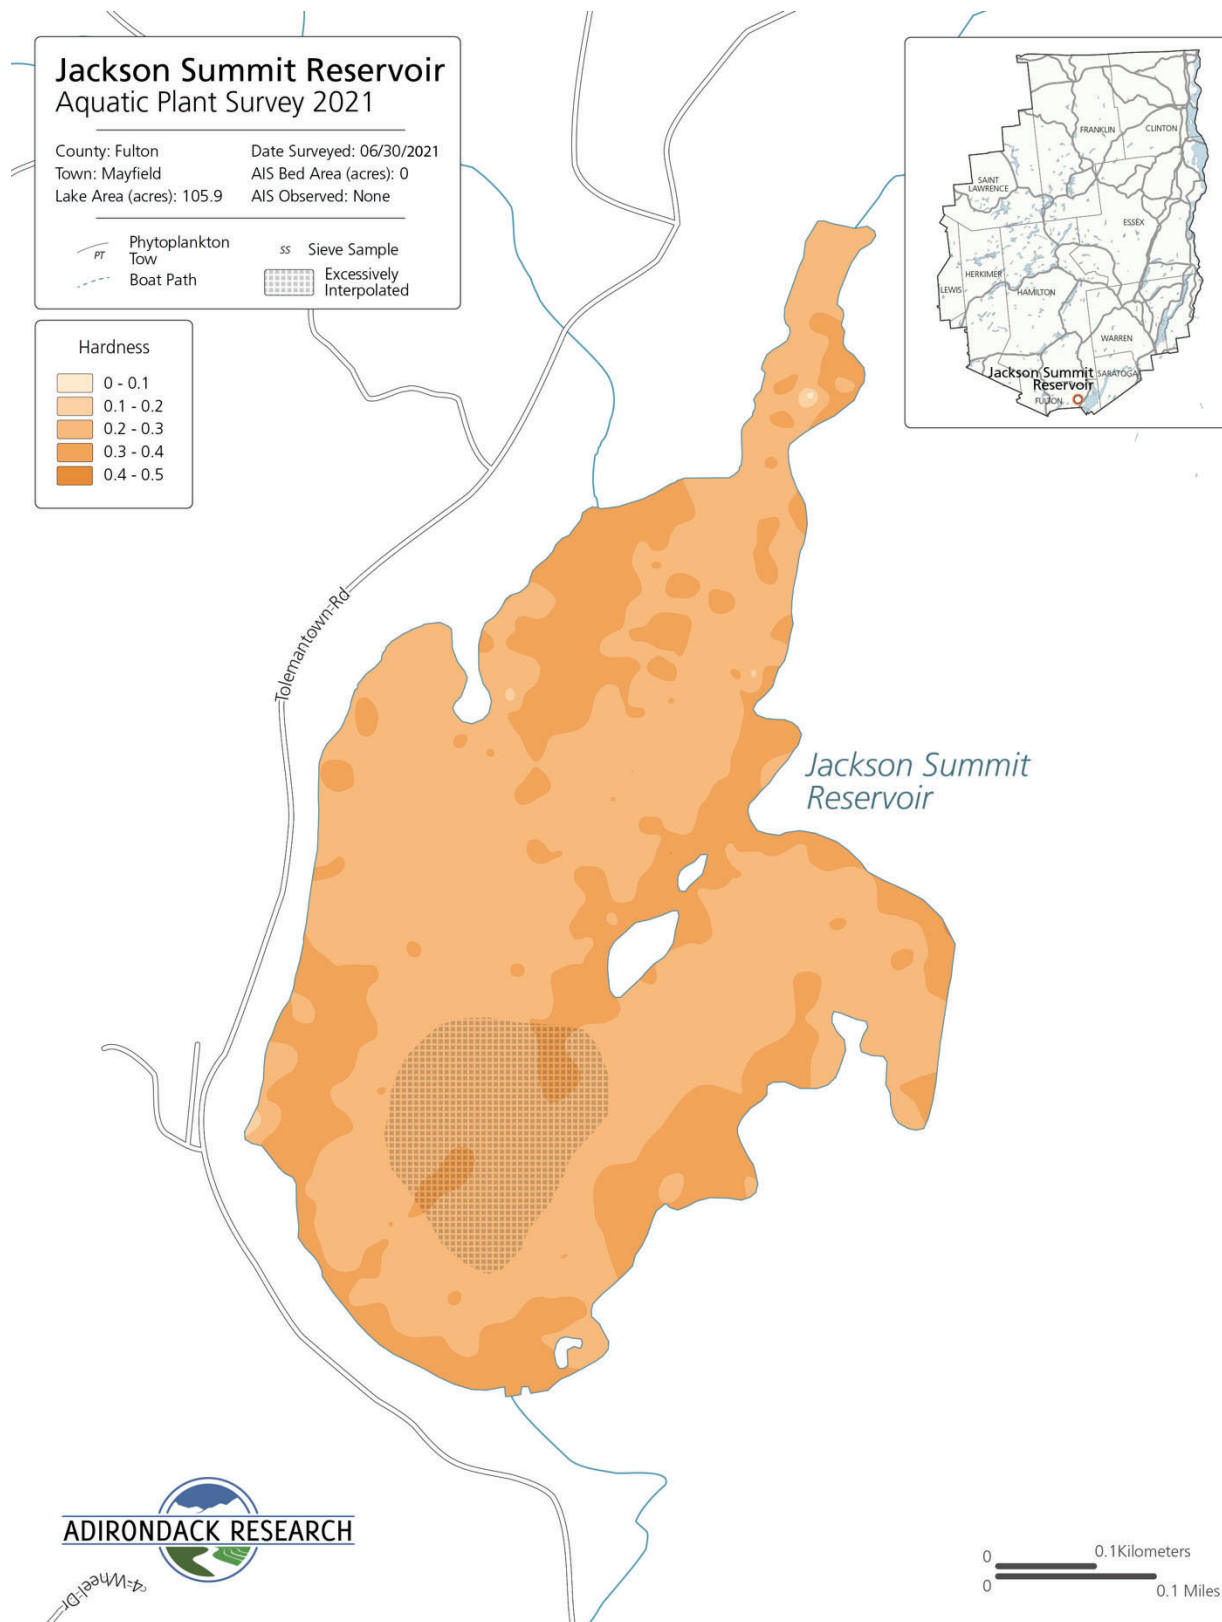 Jackson Summit Reservoir
Aquatic Plant Survey 2021
County: Fulton
Date Surveyed: 06/30/2021
Town: Mayfield
AIS Bed Area (acres): 0
Lake Area (acres): 105.9
AIS Observed: None
PT
Phytoplankton
Tow
SS
Sieve Sample
Boat Path
Excessively
Interpolated
Hardness
0 - 0.1
0.1 - 0.2
0.2 - 0.3
0.3 - 0.4
0.4 - 0.5
FRANKLIN
CLINTON
SAINT
LAWRENCE
ESSEX
HERKIMER
LEWIS
HAMILTON
WARREN
Jackson Summit
Reservoir
SARATOGA
FULTON
Tolemantown-Rd
Jackson Summit
Reservoir
ADIRONDACK RESEARCH
4-Wheel-Dr
0
0.1Kilometers
0
0.1 Miles